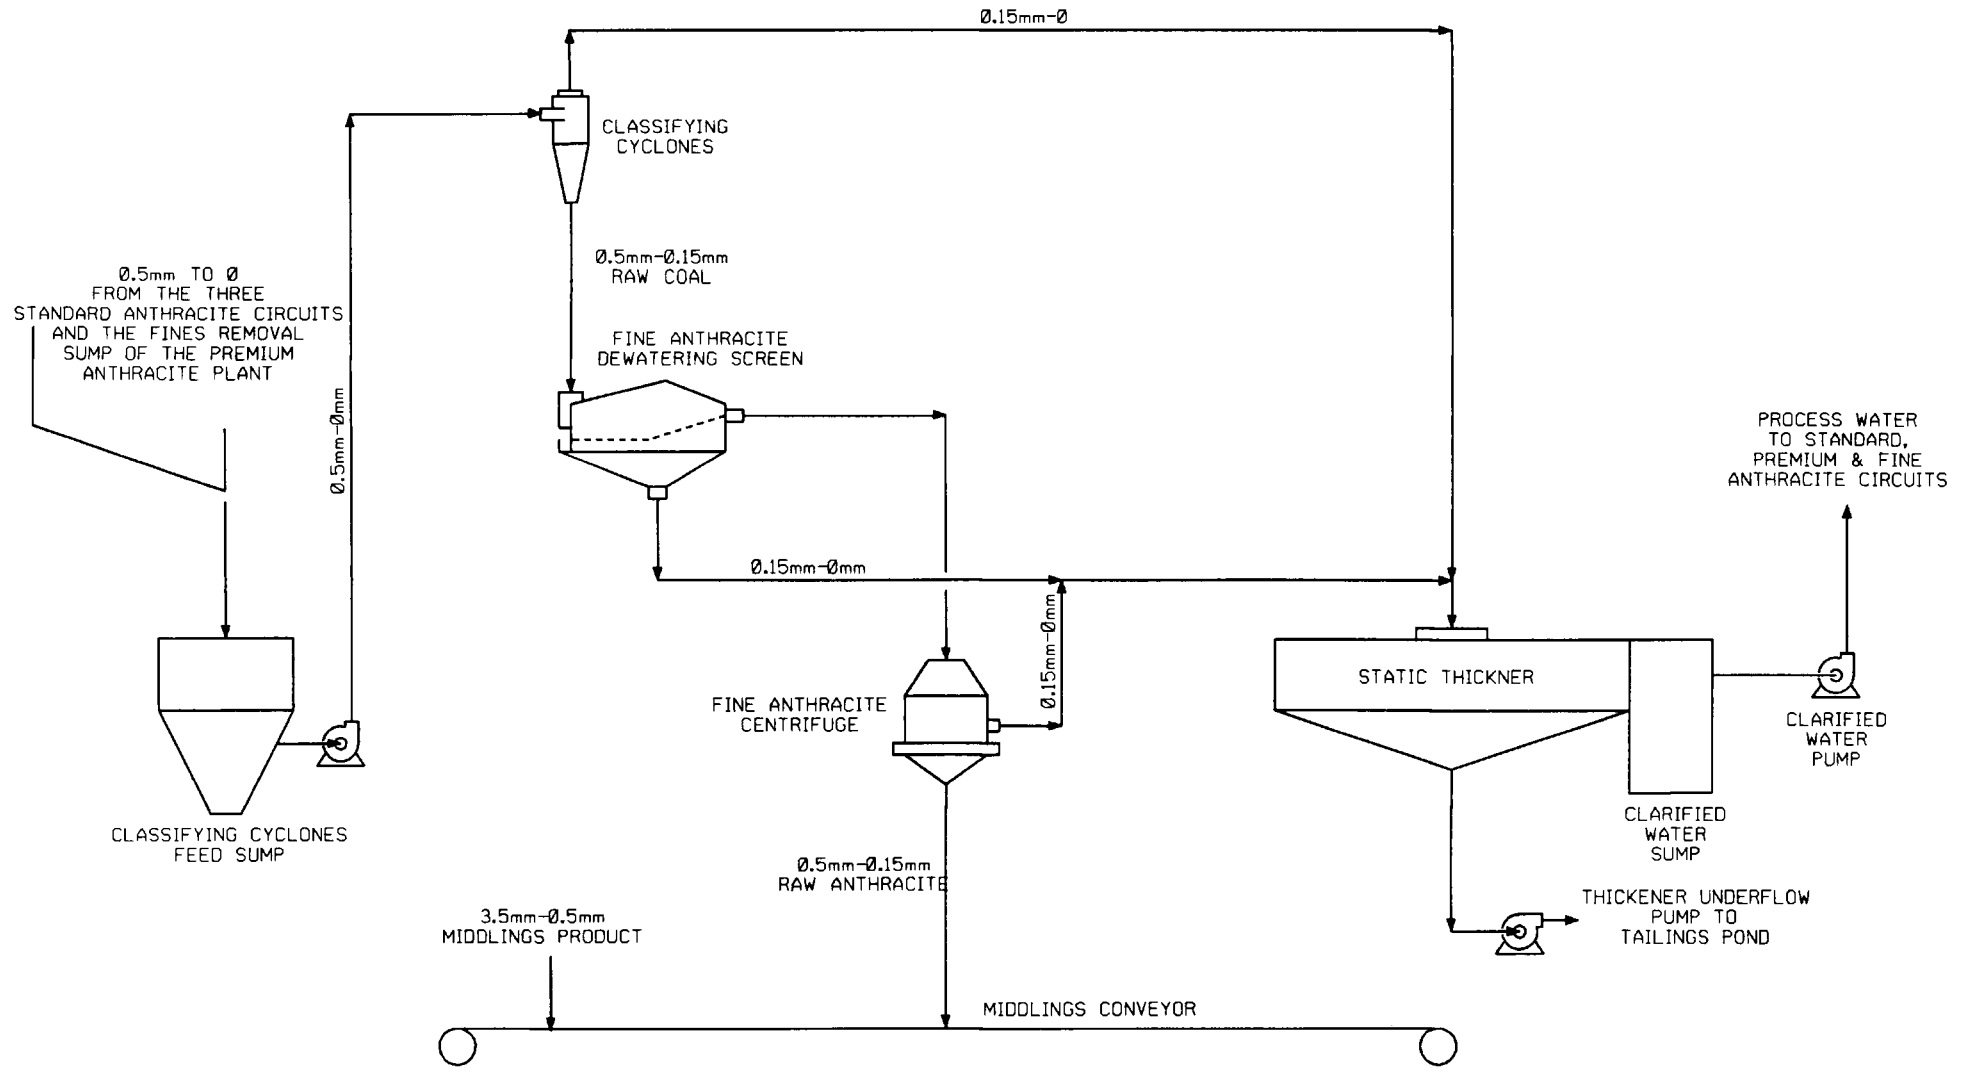 0.15mm-0
CLASSIFYING
CYCLONES
0.5mm-0.15mm
RAW COAL
0.5mm TO 0
FROM THE THREE
STANDARD ANTHRACITE CIRCUITS
AND THE FINES REMOVAL
SUMP OF THE PREMIUM
ANTHRACITE PLANT
0.5mm-0mm
FINE ANTHRACITE
DEWATERING SCREEN
PROCESS WATER
TO STANDARD,
PREMIUM & FINE
ANTHRACITE CIRCUITS
0.15mm-0mm
0.15mm-0mm
STATIC THICKNER
FINE ANTHRACITE
CENTRIFUGE
CLARIFIED
WATER
PUMP
CLASSIFYING CYCLONES
FEED SUMP
CLARIFIED
WATER
SUMP
0.5mm-0.15mm
RAW ANTHRACITE
THICKENER UNDERFLOW
PUMP TO
TAILINGS POND
3.5mm-0.5mm
MIDDLINGS PRODUCT
MIDDLINGS CONVEYOR